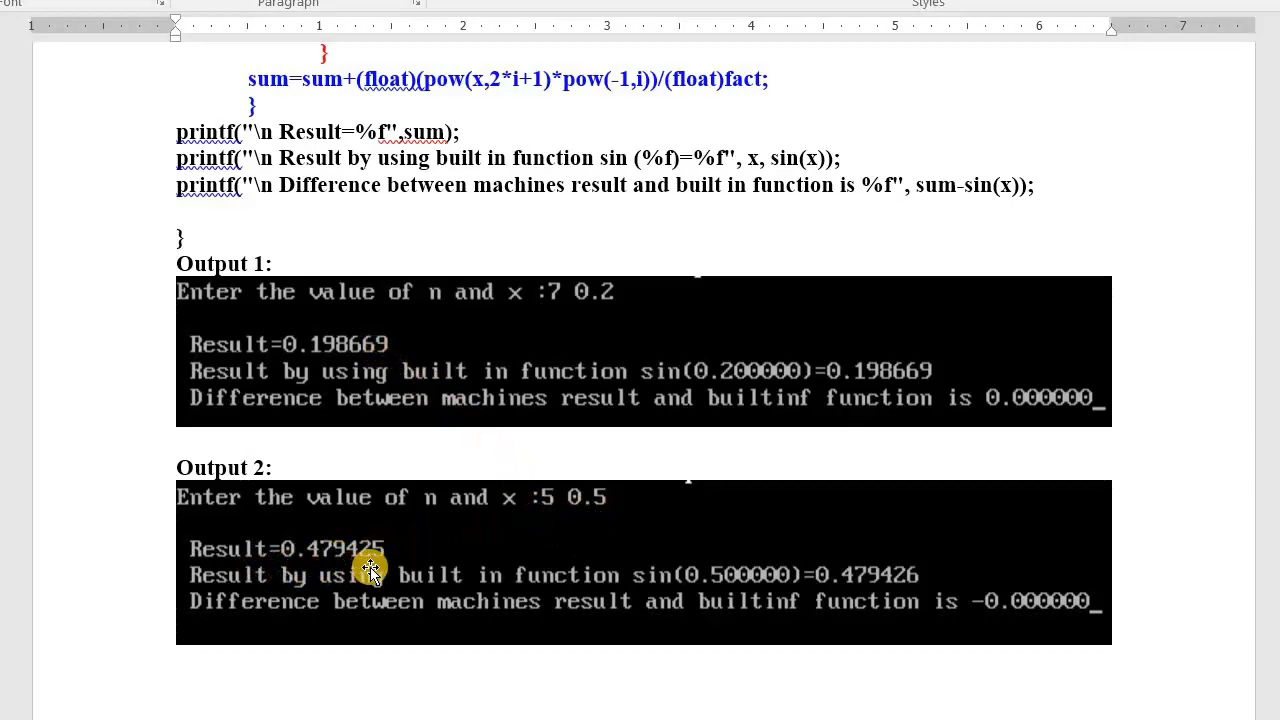 Font Paragraph Styles
1 1 2 3 4 5 6 7
}
sum=sum+(float)(pow(x,2*i+1)*pow(-1,i))/(float)fact;
}
printf("\n Result=%f",sum);
printf("\n Result by using built in function sin (%f)=%f", x, sin(x));
printf("\n Difference between machines result and built in function is %f", sum-sin(x));
}
Output 1:
Enter the value of n and x :7 0.2
Result=0.198669
Result by using built in function sin(0.200000)=0.198669
Difference between machines result and builtinf function is 0.000000_
Output 2:
Enter the value of n and x :5 0.5
Result=0.479425
Result by using built in function sin(0.500000)=0.479426
Difference between machines result and builtinf function is -0.000000_